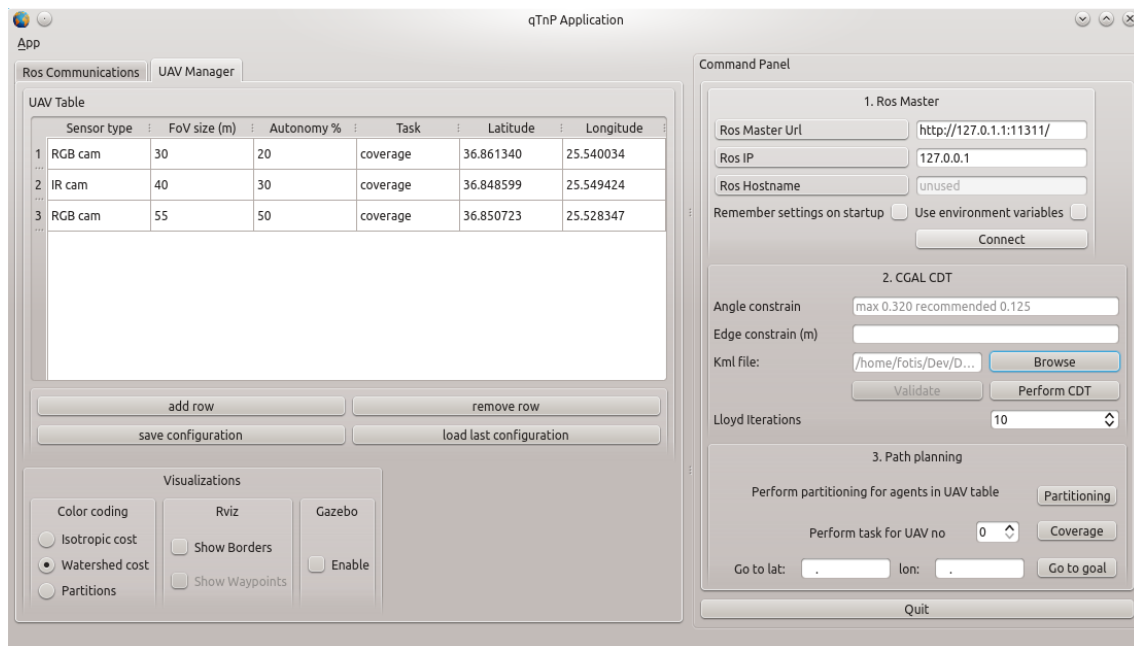 qTnP Application
App
Ros Communications UAV Manager
UAV Table
Sensor type FoV size (m) Autonomy % Task Latitude Longitude
1 RGB cam 30 20 coverage 36.861340 25.540034
2 IR cam 40 30 coverage 36.848599 25.549424
3 RGB cam 55 50 coverage 36.850723 25.528347
add row remove row
save configuration load last configuration
Visualizations
Color coding Rviz Gazebo
Isotropic cost
Show Borders
Watershed cost
Enable
Show Waypoints
Partitions
Command Panel
1. Ros Master
Ros Master Url http://127.0.1.1:11311/
Ros IP 127.0.0.1
Ros Hostname unused
Remember settings on startup Use environment variables
Connect
2. CGAL CDT
Angle constrain max 0.320 recommended 0.125
Edge constrain (m)
Kml file: /home/fotis/Dev/D... Browse
Validate Perform CDT
Lloyd Iterations 10
3. Path planning
Perform partitioning for agents in UAV table Partitioning
Perform task for UAV no 0 Coverage
Go to lat: . lon: . Go to goal
Quit